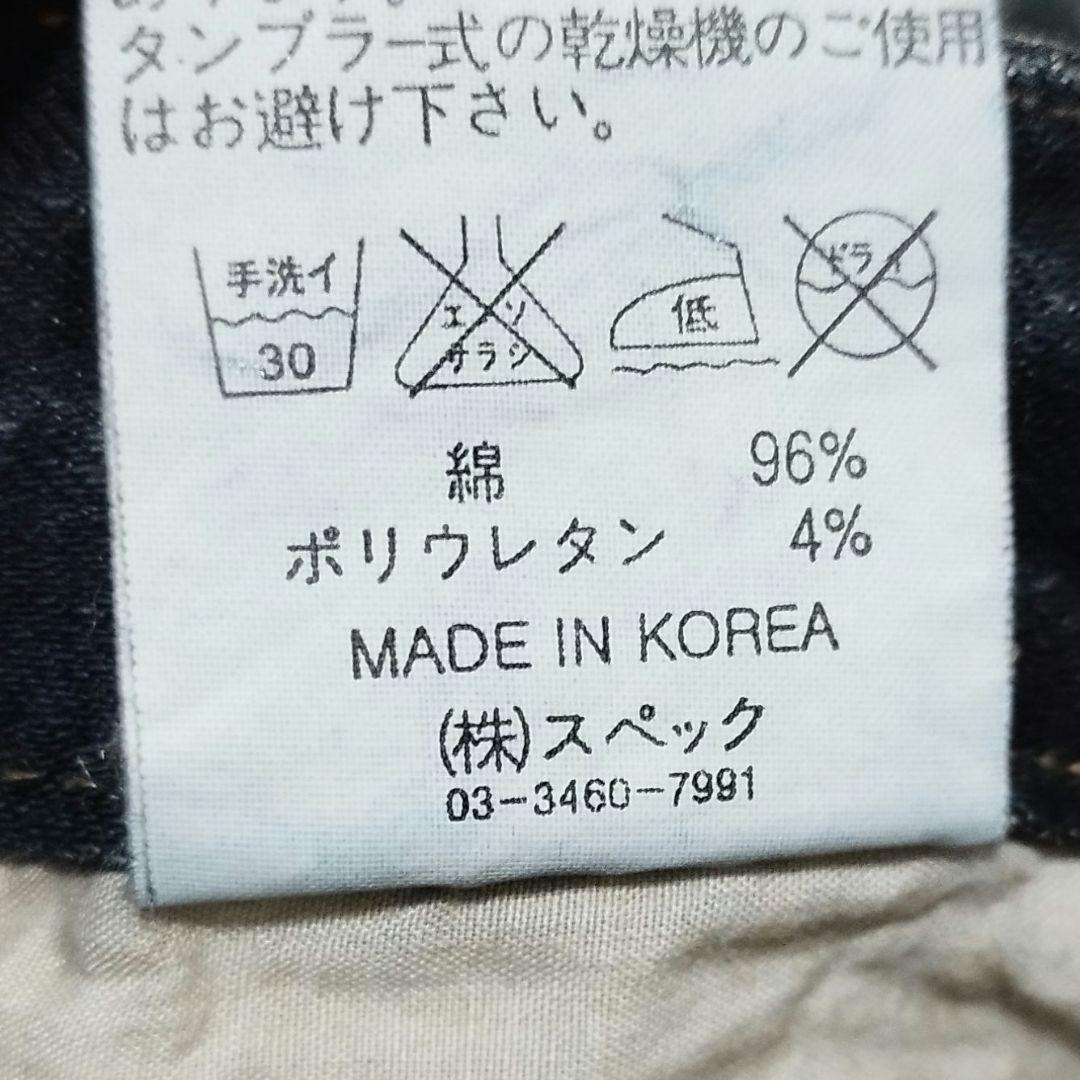 タンブラー式の乾燥機のご使用
はお避け下さい。
手洗イ
30
エンソ
サラシ
低
ドライ
綿 96%
ポリウレタン 4%
MADE IN KOREA
(株)スペック
03-3460-7991